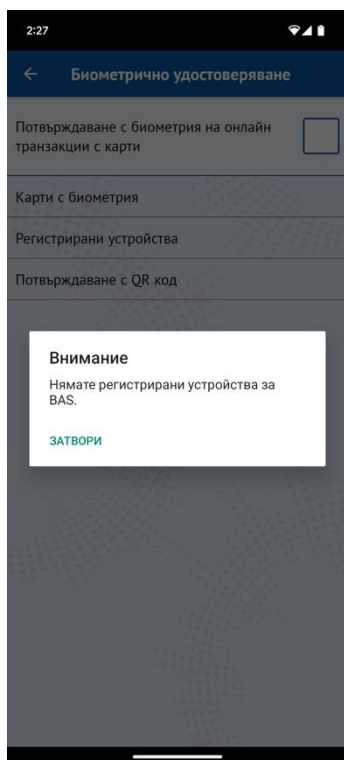 2:27
Биометрично удостоверяване
Потвърждаване с биометрия на онлайн
транзакции с карти
Карти с биометрия
Регистрирани устройства
Потвърждаване с QR код
Внимание
Нямате регистрирани устройства за
BAS.
ЗАТВОРИ